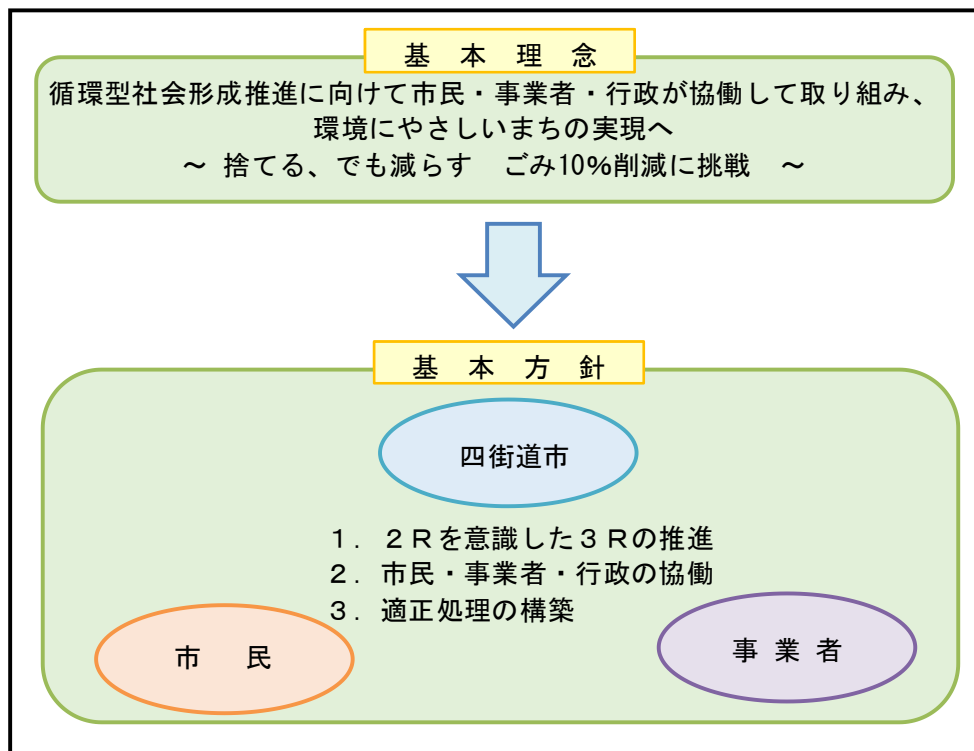 基 本 理 念
循環型社会形成推進に向けて市民・事業者・行政が協働して取り組み、
環境にやさしいまちの実現へ
～ 捨てる、でも減らす　ごみ10％削減に挑戦　～
基 本 方 針
四街道市
１．２Ｒを意識した３Ｒの推進
２．市民・事業者・行政の協働
３．適正処理の構築
市　民
事 業 者